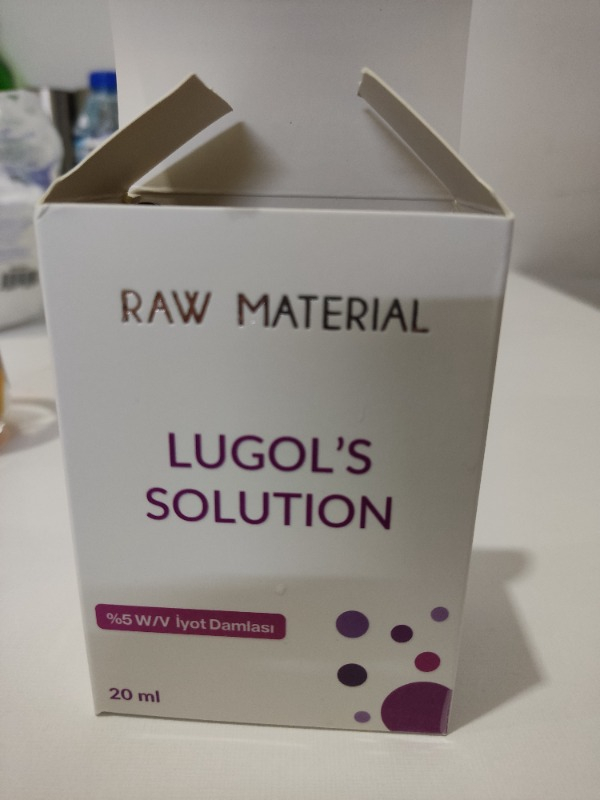 RAW MATERIAL
LUGOL'S
SOLUTION
%5 W/V İyot Damlası
20 ml